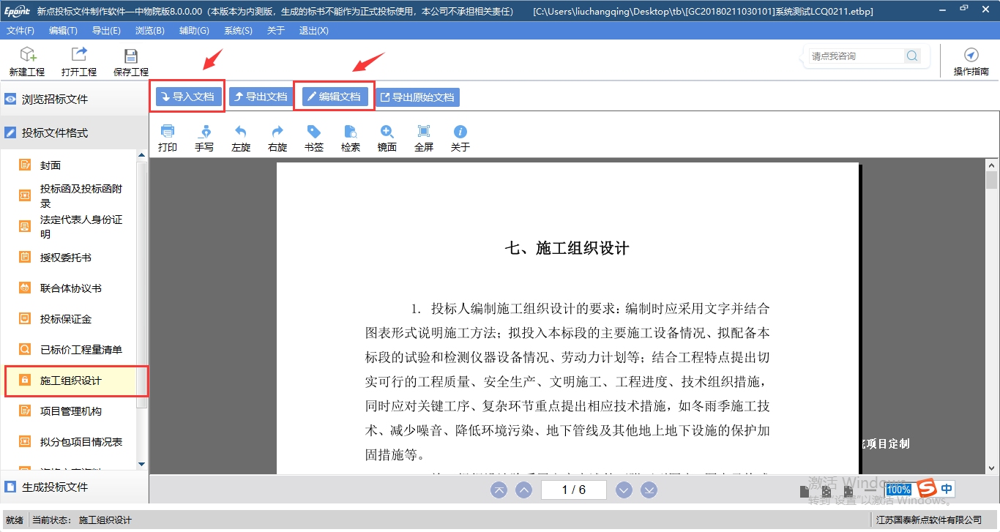 Epoint 新点投标文件制作软件—中物院版8.0.0.00（本版本为内测版，生成的标书不能作为正式投标使用，本公司不承担相关责任） [C:\Users\liuchangqing\Desktop\tb\[GC20180211030101]系统测试LCQ0211.etbp]
文件(F) 编辑(T) 导出(E) 浏览(B) 辅助(G) 系统(S) 关于 退出(X)
新建工程 打开工程 保存工程 请点我咨询 操作指南
浏览招标文件
投标文件格式
封面
投标函及投标函附
录
法定代表人身份证
明
授权委托书
联合体协议书
投标保证金
已标价工程量清单
施工组织设计
项目管理机构
拟分包项目情况表
生成投标文件
导入文档 导出文档 编辑文档 导出原始文档
打印 手写 左旋 右旋 书签 检索 镜面 全屏 关于
七、施工组织设计
1. 投标人编制施工组织设计的要求：编制时应采用文字并结合
图表形式说明施工方法；拟投入本标段的主要施工设备情况、拟配备本
标段的试验和检测仪器设备情况、劳动力计划等；结合工程特点提出切
实可行的工程质量、安全生产、文明施工、工程进度、技术组织措施，
同时应对关键工序、复杂环节重点提出相应技术措施，如冬雨季施工技
术、减少噪音、降低环境污染、地下管线及其他地上地下设施的保护加
固措施等。
项目定制
1 / 6
激活 Windows
转到"设置"以激活 Windows。
100% 中
就绪 当前状态： 施工组织设计 江苏国泰新点软件有限公司